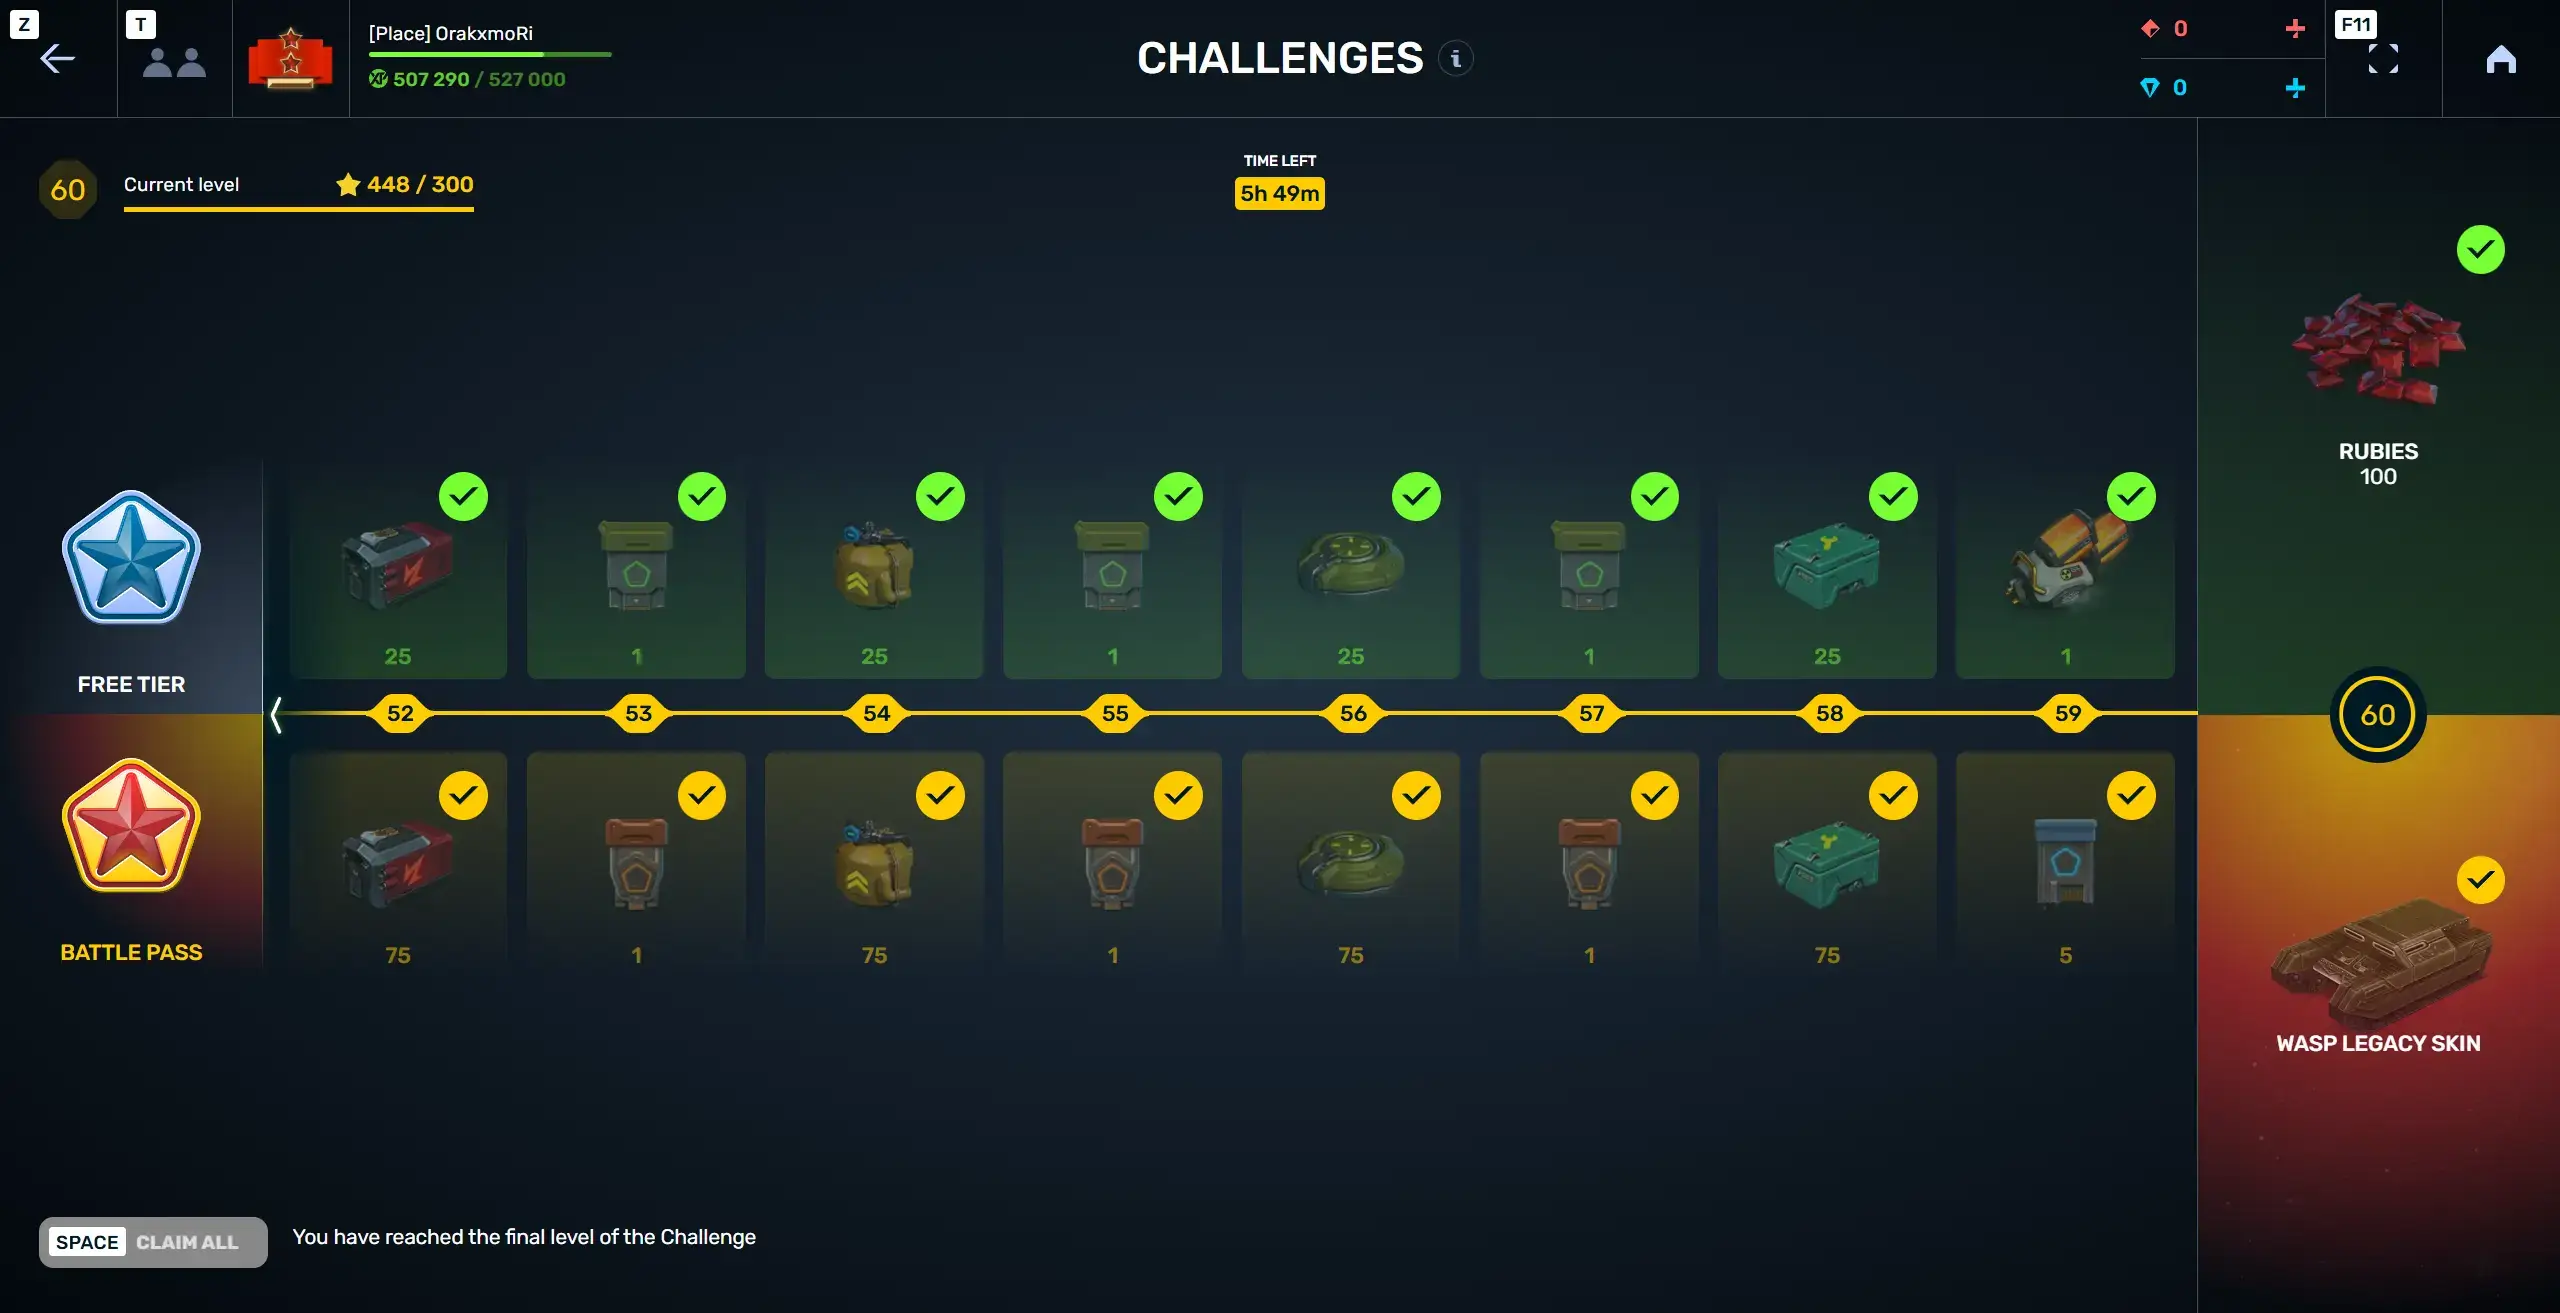 Z
T
[Place] OrakxmoRi
XP 507 290 / 527 000
CHALLENGES
i
0
0
F11
60
Current level
448 / 300
TIME LEFT
5h 49m
RUBIES
100
25
1
25
1
25
1
25
1
FREE TIER
52
53
54
55
56
57
58
59
60
BATTLE PASS
75
1
75
1
75
1
75
5
WASP LEGACY SKIN
SPACE CLAIM ALL
You have reached the final level of the Challenge